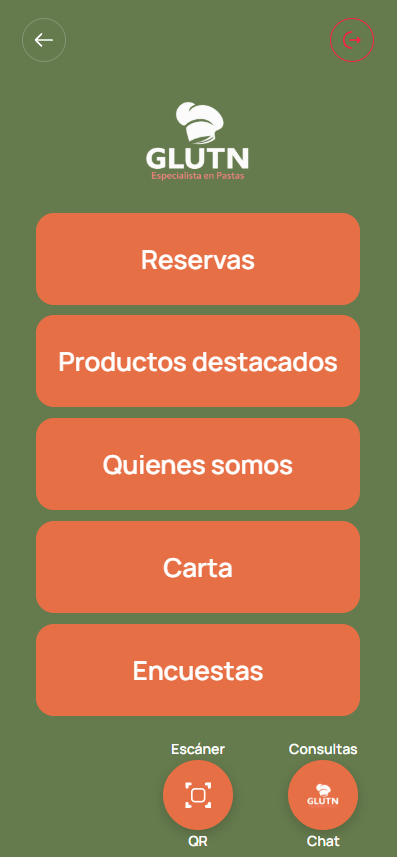 GLUTN
Especialista en Pastas
Reservas
Productos destacados
Quienes somos
Carta
Encuestas
Escáner
Consultas
GLUTN
QR
Chat